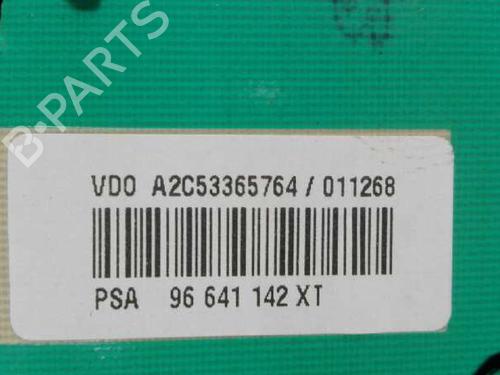 B-PARTS
VDO A2C53365764 / 011268
PSA 96 641 142 XT